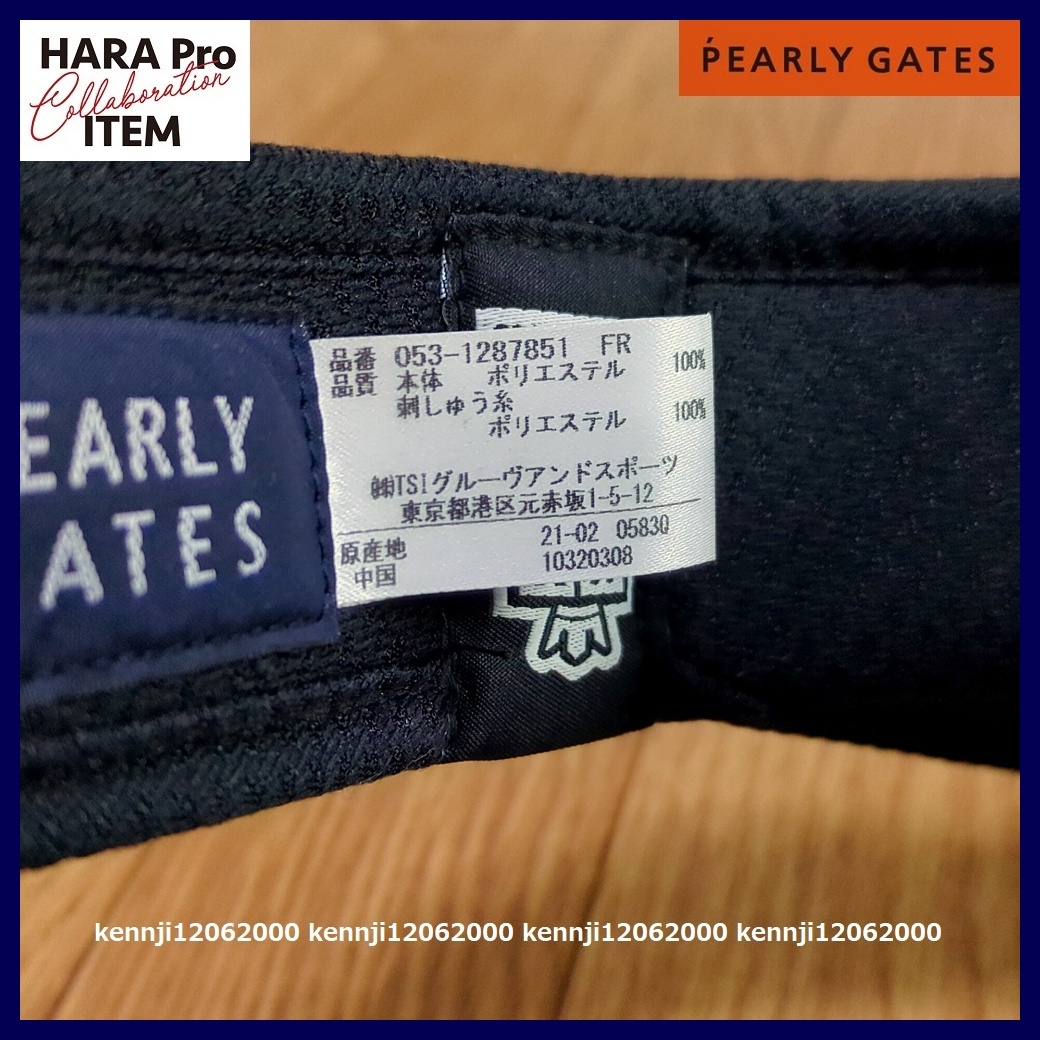 HARA Pro
Collaboration
ITEM
PEARLY GATES
EARLY
ATES
品番 053-1287851 FR
品質 本体 ポリエステル 100%
刺しゅう糸
ポリエステル 100%
㈱TSIグルーヴアンドスポーツ
東京都港区元赤坂1-5-12
21-02 05830
原産地
10320308
中国
kennji12062000 kennji12062000 kennji12062000 kennji12062000